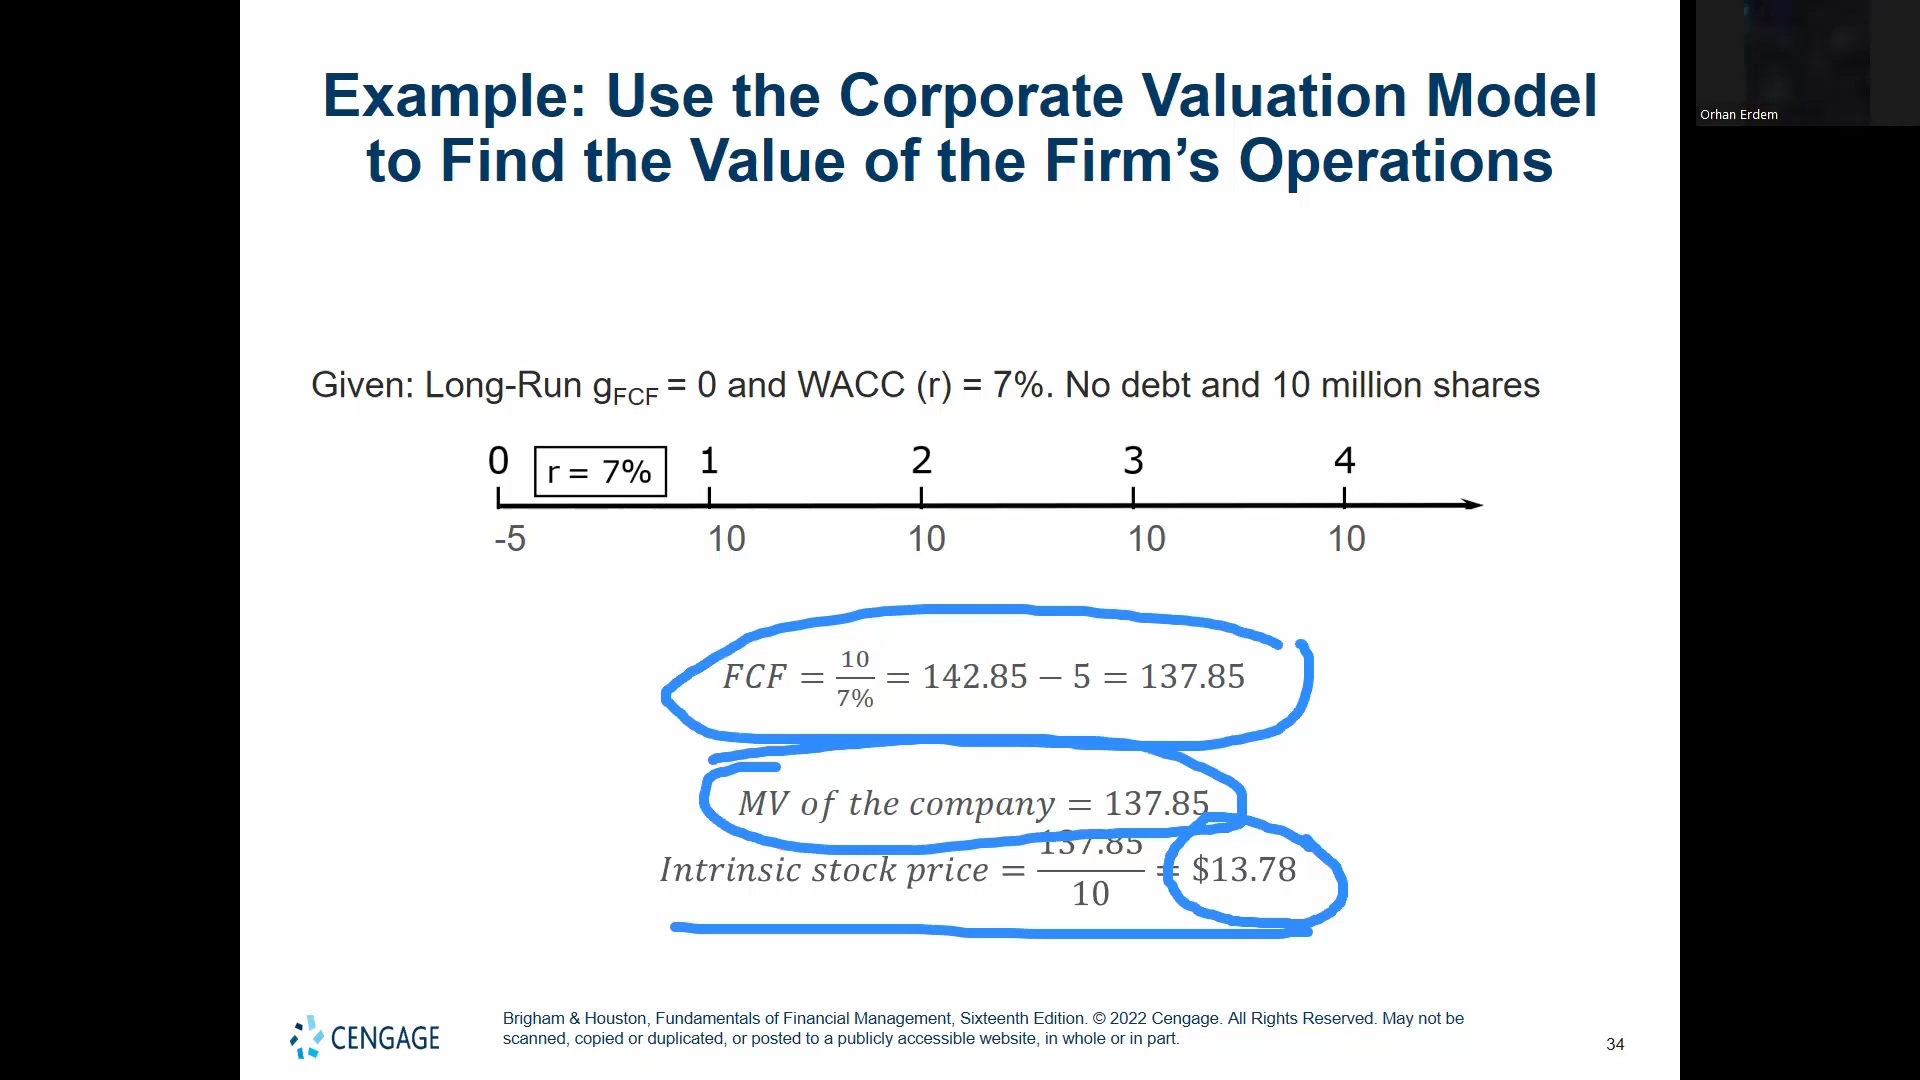 Example: Use the Corporate Valuation Model
to Find the Value of the Firm’s Operations
Orhan Erdem
Given: Long-Run gFCF = 0 and WACC (r) = 7%. No debt and 10 million shares
0 r = 7% 1 2 3 4
-5 10 10 10 10
FCF = 10/7% = 142.85 − 5 = 137.85
MV of the company = 137.85
Intrinsic stock price = 137.85/10 = $13.78
CENGAGE
Brigham & Houston, Fundamentals of Financial Management, Sixteenth Edition. © 2022 Cengage. All Rights Reserved. May not be
scanned, copied or duplicated, or posted to a publicly accessible website, in whole or in part.
34